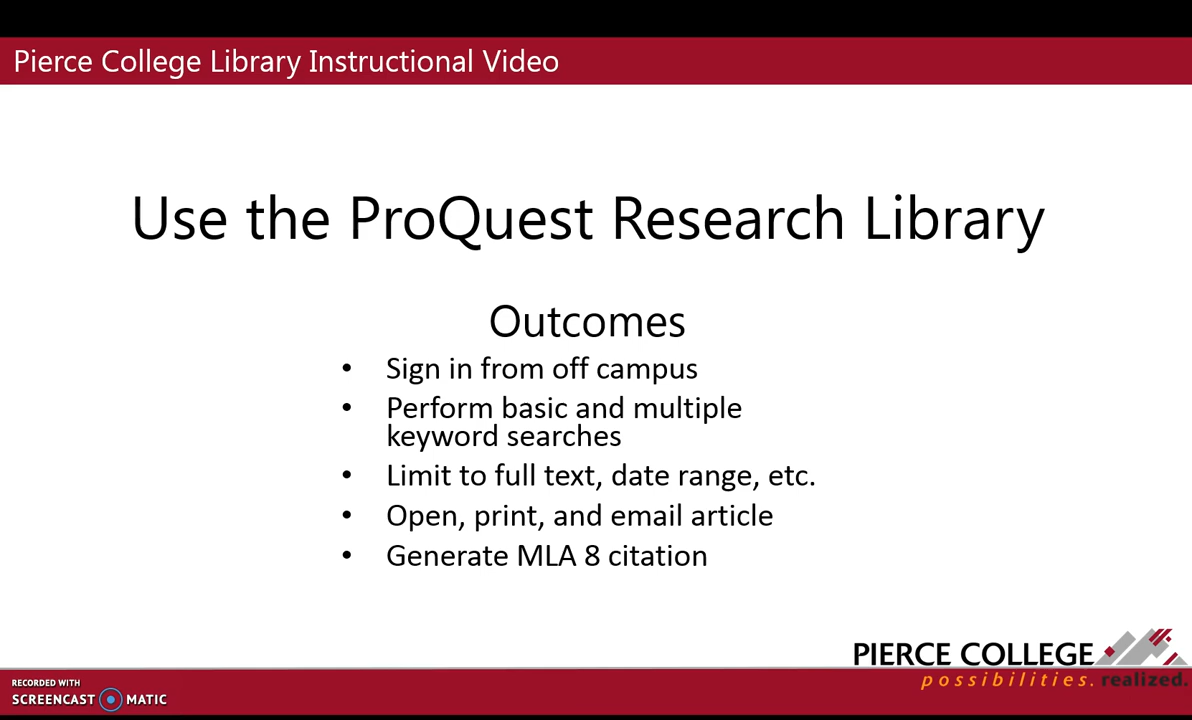 Pierce College Library Instructional Video
Use the ProQuest Research Library
Outcomes
• Sign in from off campus
• Perform basic and multiple
keyword searches
• Limit to full text, date range, etc.
• Open, print, and email article
• Generate MLA 8 citation
PIERCE COLLEGE
possibilities. realized.
RECORDED WITH
SCREENCAST MATIC